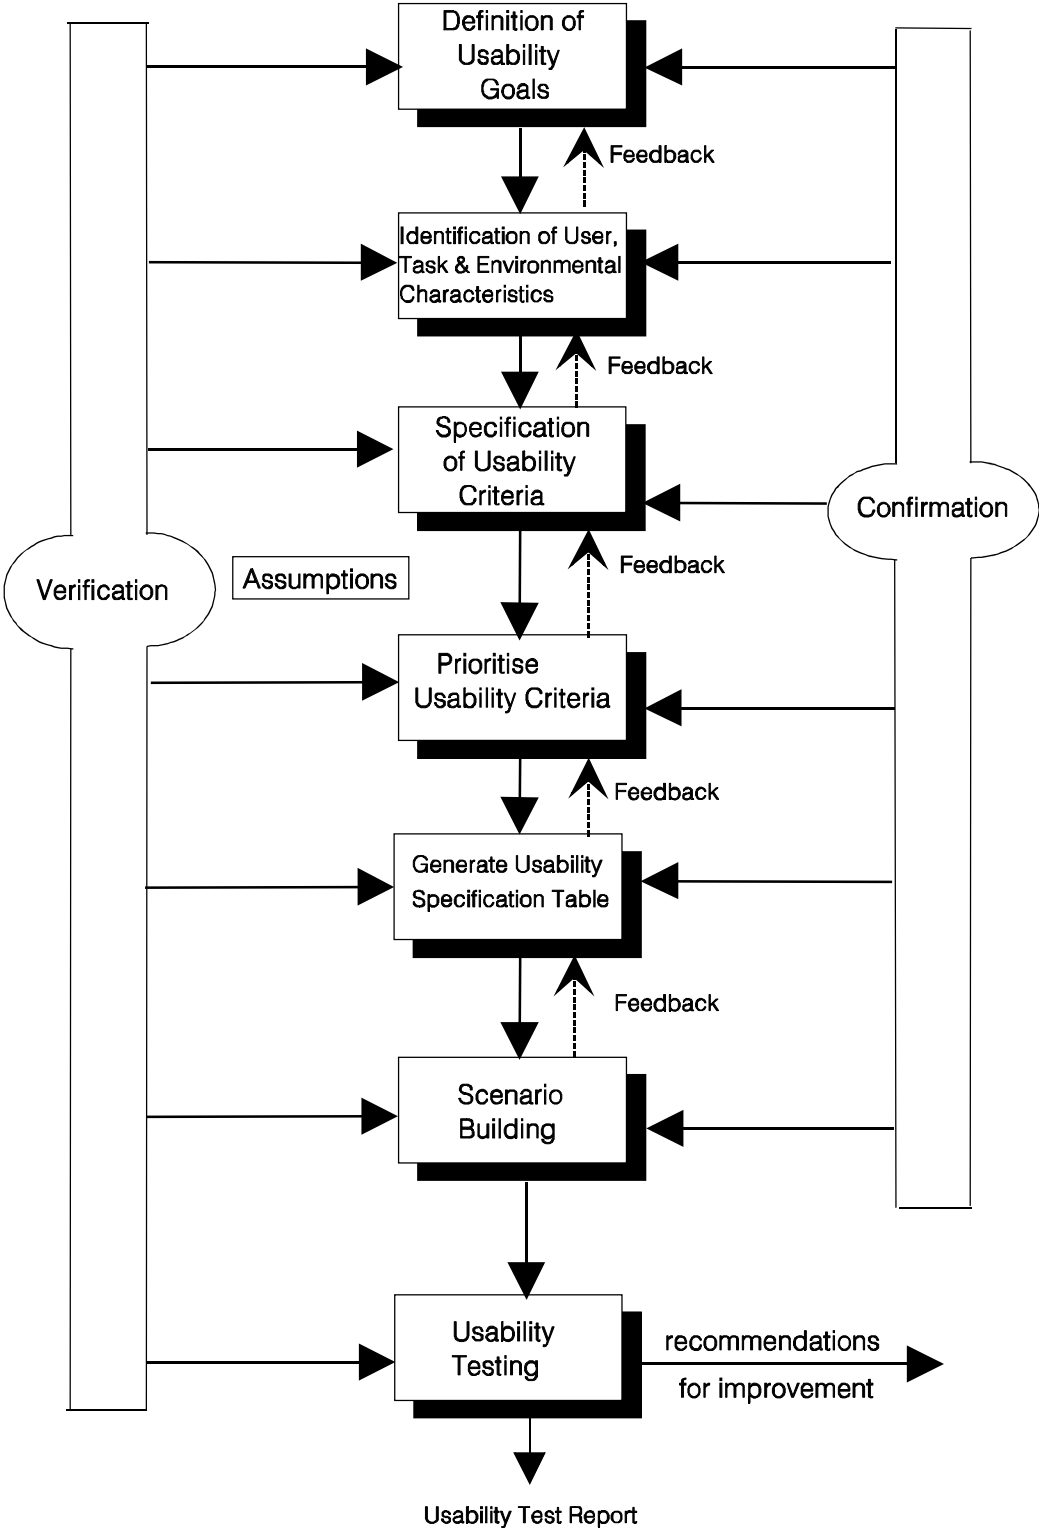 Definition of
Usability
Goals
Feedback
Identification of User,
Task & Environmental
Characteristics
Feedback
Specification
of Usability
Criteria
Confirmation
Feedback
Verification
Assumptions
Prioritise
Usability Criteria
Feedback
Generate Usability
Specification Table
Feedback
Scenario
Building
Usability
Testing
recommendations
for improvement
Usability Test Report